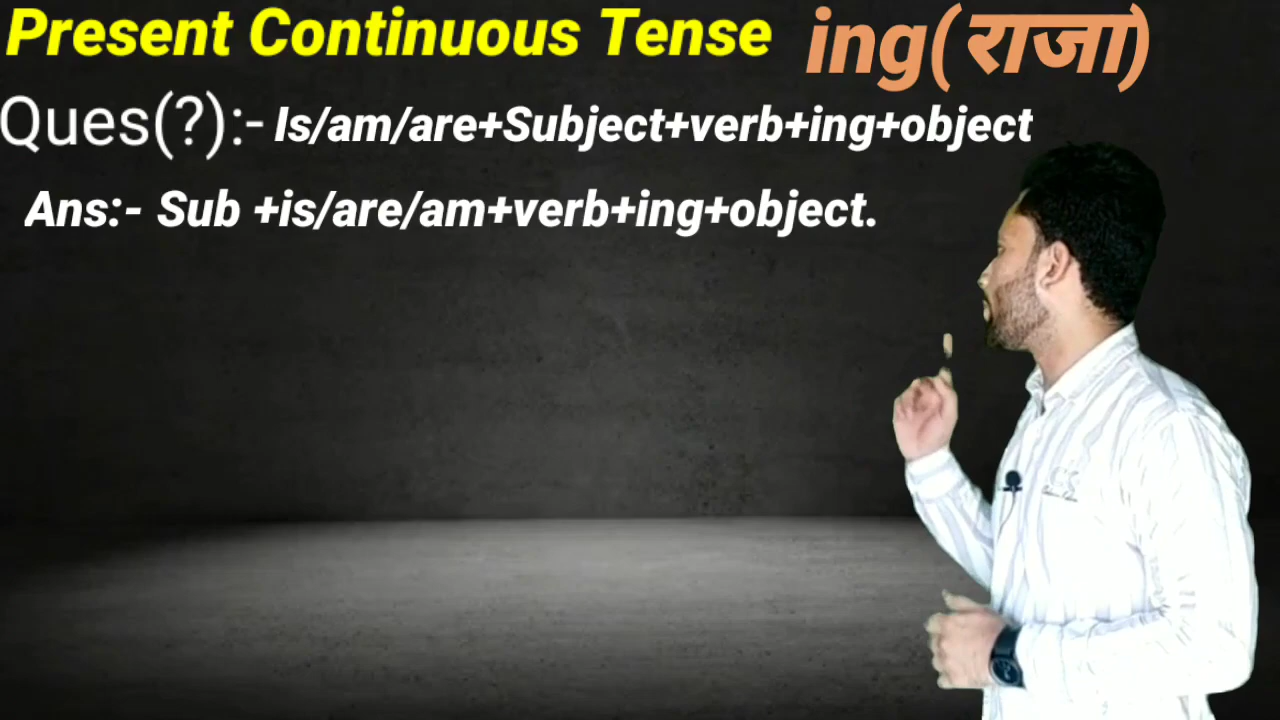 Present Continuous Tense ing(राजा)
Ques(?):- Is/am/are+Subject+verb+ing+object
Ans:- Sub +is/are/am+verb+ing+object.